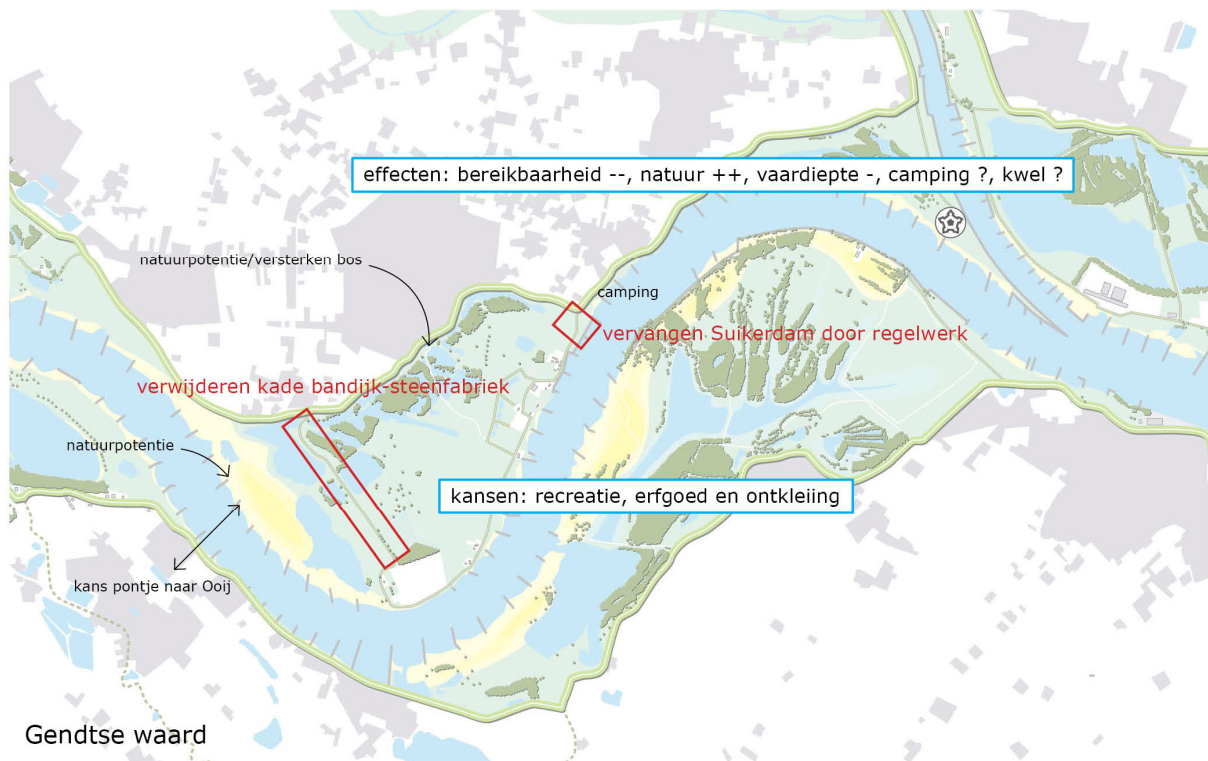 effecten: bereikbaarheid --, natuur ++, vaardiepte -, camping ?, kwel ?
natuurpotentie/versterken bos
camping
vervangen Suikerdam door regelwerk
verwijderen kade bandijk-steenfabriek
natuurpotentie
kansen: recreatie, erfgoed en ontkleiing
kans pontje naar Ooij
Gendtse waard